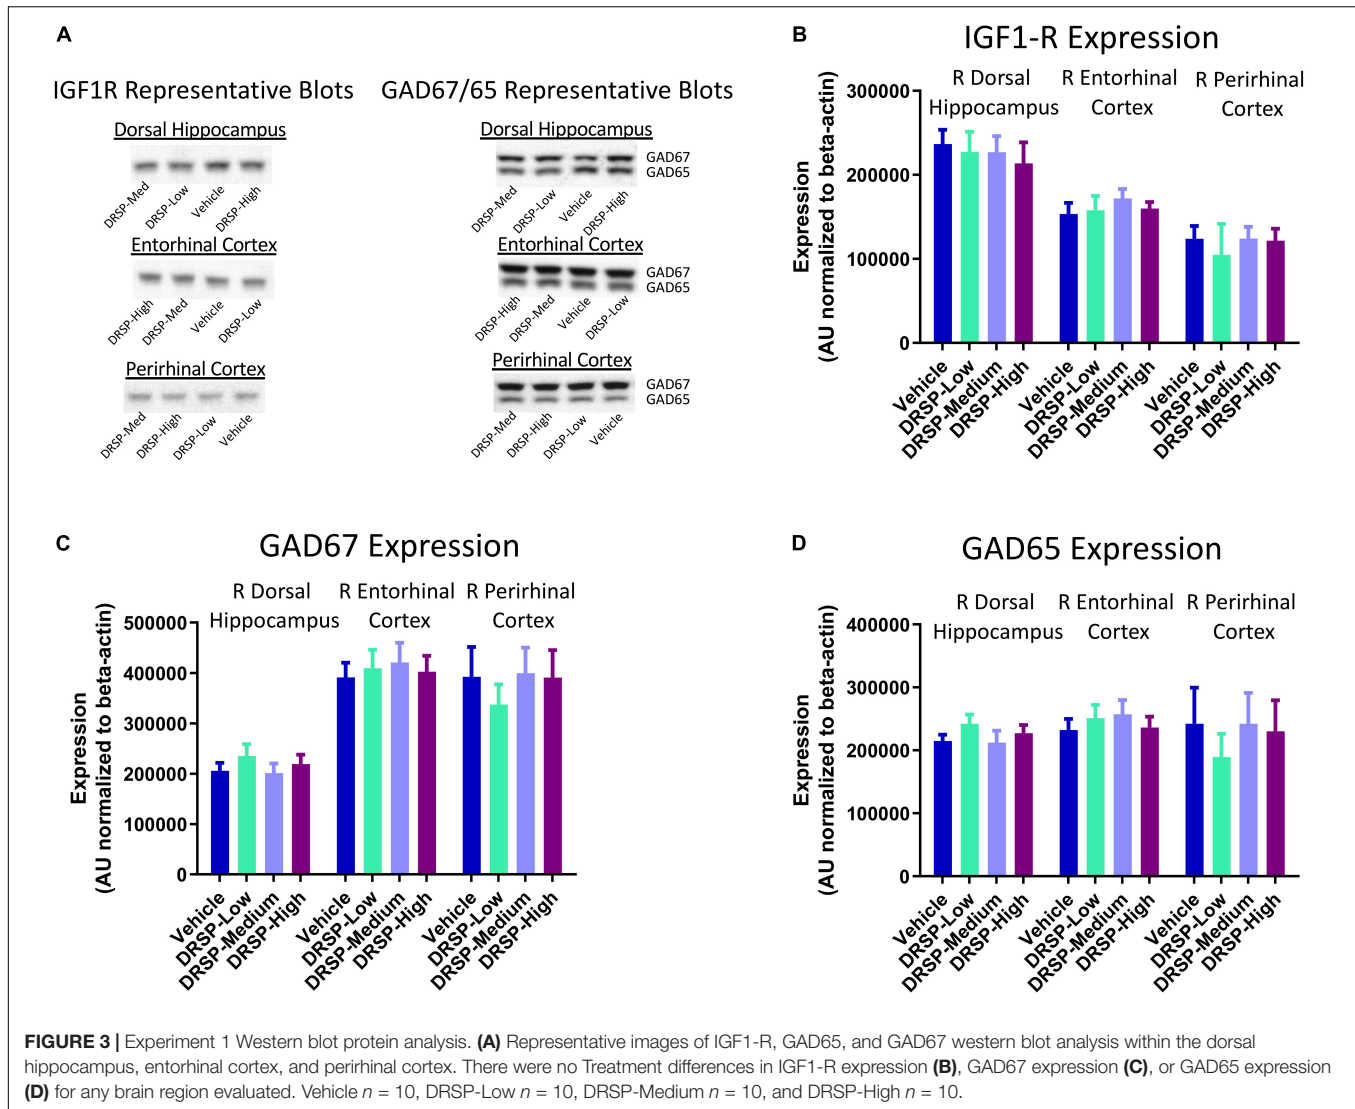 A
IGF1R Representative Blots
Dorsal Hippocampus
DRSP-Med
DRSP-Low
Vehicle
DRSP-High
Entorhinal Cortex
DRSP-High
DRSP-Med
Vehicle
DRSP-Low
Perirhinal Cortex
DRSP-Med
DRSP-High
DRSP-Low
Vehicle
GAD67/65 Representative Blots
Dorsal Hippocampus
GAD67
GAD65
DRSP-Med
DRSP-Low
Vehicle
DRSP-High
Entorhinal Cortex
GAD67
GAD65
DRSP-High
DRSP-Med
Vehicle
DRSP-Low
Perirhinal Cortex
GAD67
GAD65
DRSP-Med
DRSP-High
DRSP-Low
Vehicle
B
IGF1-R Expression
R Dorsal
Hippocampus
R Entorhinal
Cortex
R Perirhinal
Cortex
Expression
(AU normalized to beta-actin)
300000
200000
100000
0
Vehicle
DRSP-Low
DRSP-Medium
DRSP-High
Vehicle
DRSP-Low
DRSP-Medium
DRSP-High
Vehicle
DRSP-Low
DRSP-Medium
DRSP-High
C
GAD67 Expression
R Dorsal
Hippocampus
R Entorhinal
Cortex
R Perirhinal
Cortex
Expression
(AU normalized to beta-actin)
500000
400000
300000
200000
100000
0
Vehicle
DRSP-Low
DRSP-Medium
DRSP-High
Vehicle
DRSP-Low
DRSP-Medium
DRSP-High
Vehicle
DRSP-Low
DRSP-Medium
DRSP-High
D
GAD65 Expression
R Dorsal
Hippocampus
R Entorhinal
Cortex
R Perirhinal
Cortex
Expression
(AU normalized to beta-actin)
400000
300000
200000
100000
0
Vehicle
DRSP-Low
DRSP-Medium
DRSP-High
Vehicle
DRSP-Low
DRSP-Medium
DRSP-High
Vehicle
DRSP-Low
DRSP-Medium
DRSP-High
FIGURE 3 | Experiment 1 Western blot protein analysis. (A) Representative images of IGF1-R, GAD65, and GAD67 western blot analysis within the dorsal
hippocampus, entorhinal cortex, and perirhinal cortex. There were no Treatment differences in IGF1-R expression (B), GAD67 expression (C), or GAD65 expression
(D) for any brain region evaluated. Vehicle n = 10, DRSP-Low n = 10, DRSP-Medium n = 10, and DRSP-High n = 10.